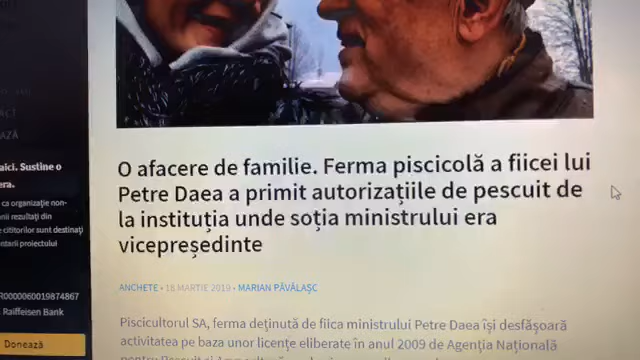 AZĂ
aici. Sustine o
era.
ca organizație non-
rezultați din
cititorilor sunt destinați
proiectului
R0000060019874867
Raiffeisen Bank
Donează
O afacere de familie. Ferma piscicolă a fiicei lui
Petre Daea a primit autorizațiile de pescuit de
la instituția unde soția ministrului era
vicepreședinte
ANCHETE • 18 MARTIE 2019 • MARIAN PĂVĂLAȘC
Piscicultorul SA, ferma deținută de fiica ministrului Petre Daea își desfășoară
activitatea pe baza unor licențe eliberate în anul 2009 de Agenția Națională